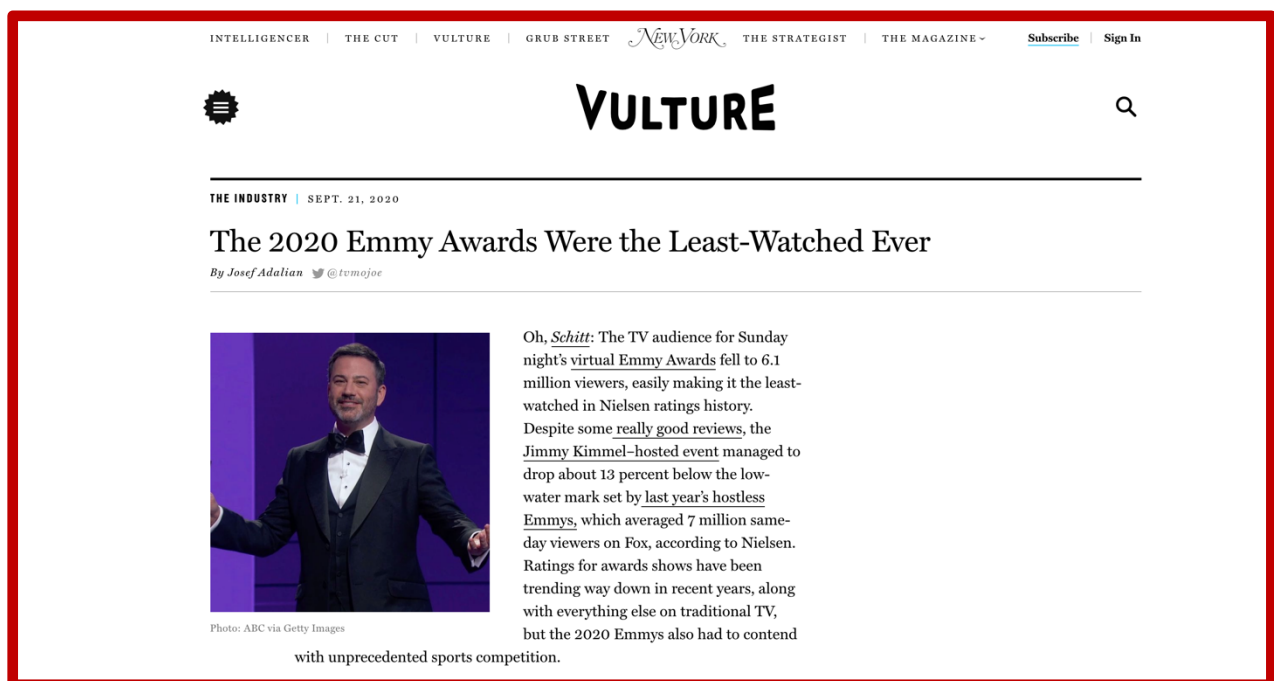 INTELLIGENCER | THE CUT | VULTURE | GRUB STREET NEW YORK THE STRATEGIST | THE MAGAZINE Subscribe | Sign In
VULTURE
THE INDUSTRY | SEPT. 21, 2020
The 2020 Emmy Awards Were the Least-Watched Ever
By Josef Adalian @tvmojoe
Oh, Schitt: The TV audience for Sunday
night’s virtual Emmy Awards fell to 6.1
million viewers, easily making it the least-
watched in Nielsen ratings history.
Despite some really good reviews, the
Jimmy Kimmel–hosted event managed to
drop about 13 percent below the low-
water mark set by last year’s hostless
Emmys, which averaged 7 million same-
day viewers on Fox, according to Nielsen.
Ratings for awards shows have been
trending way down in recent years, along
with everything else on traditional TV,
but the 2020 Emmys also had to contend
with unprecedented sports competition.
Photo: ABC via Getty Images